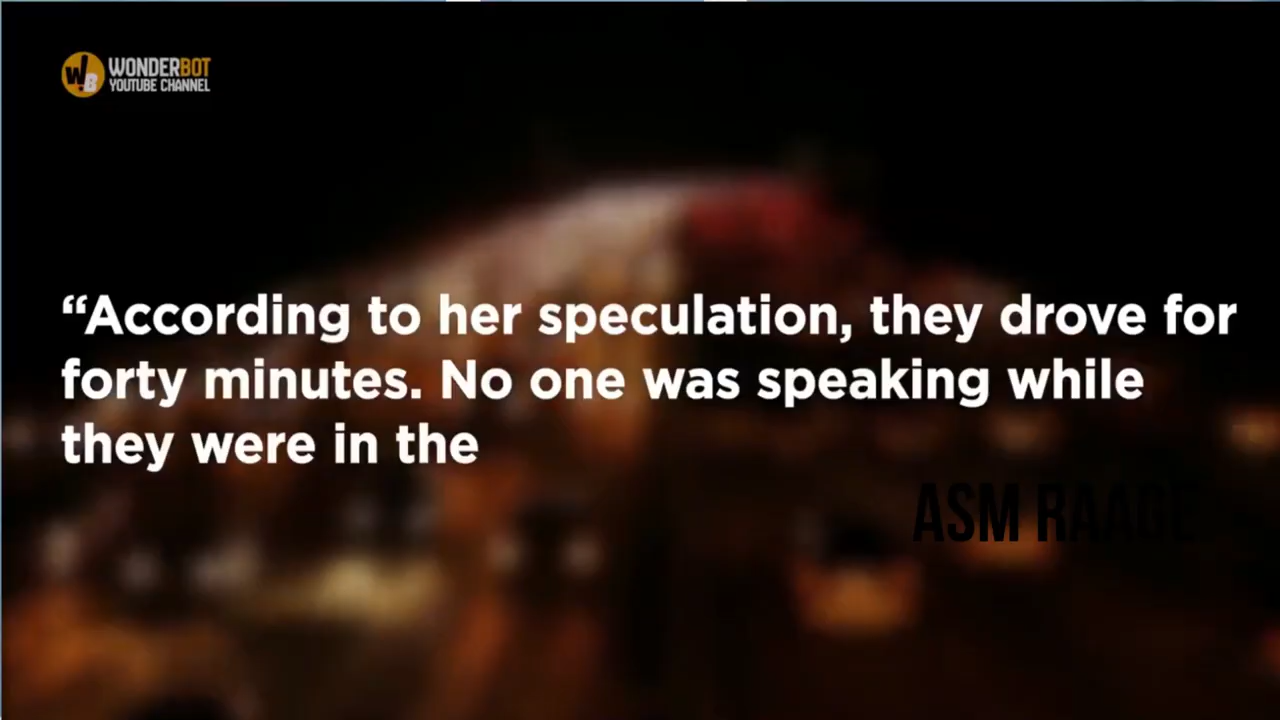 WONDERBOT
YOUTUBE CHANNEL
“According to her speculation, they drove for
forty minutes. No one was speaking while
they were in the
ASM RAAGE